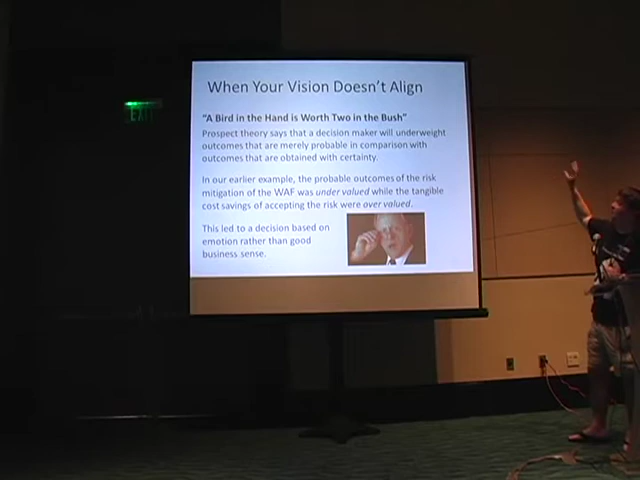 When Your Vision Doesn't Align
"A Bird in the Hand is Worth Two in the Bush"
Prospect theory says that a decision maker will underweight
outcomes that are merely probable in comparison with
outcomes that are obtained with certainty.
In our earlier example, the probable outcomes of the risk
mitigation of the WAF was under valued while the tangible
cost savings of accepting the risk were over valued.
This led to a decision based on
emotion rather than good
business sense.
EXIT